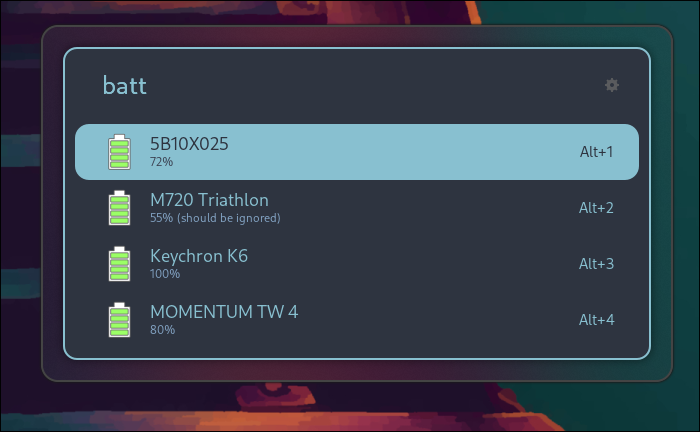 batt
5B10X025
72%
Alt+1
M720 Triathlon
55% (should be ignored)
Alt+2
Keychron K6
100%
Alt+3
MOMENTUM TW 4
80%
Alt+4